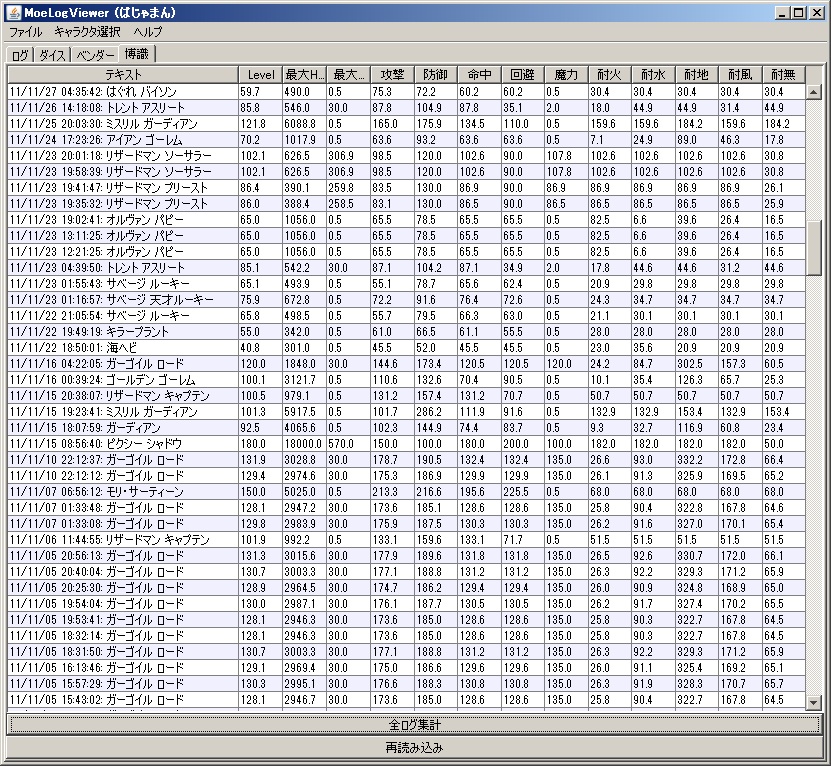 MoeLogViewer (ばじゃまん)
ファイル キャラクタ選択 ヘルプ
ログ ダイス ベンダー 博識
テキスト Level 最大H... 最大... 攻撃 防御 命中 回避 魔力 耐火 耐水 耐地 耐風 耐無
11/11/27 04:35:42: はぐれ バイソン 59.7 490.0 0.5 75.3 72.2 60.2 60.2 0.5 30.4 30.4 30.4 30.4 30.4
11/11/26 14:18:08: トレント アスリート 85.8 546.0 30.0 87.8 104.9 87.8 35.1 2.0 18.0 44.9 44.9 31.4 44.9
11/11/25 20:03:30: ミスリル ガーディアン 121.8 6088.8 0.5 165.0 175.9 134.5 110.0 0.5 159.6 159.6 184.2 159.6 184.2
11/11/24 17:23:26: アイアン ゴーレム 70.2 1017.9 0.5 63.6 93.2 63.6 63.6 0.5 7.1 24.9 89.0 46.3 17.8
11/11/23 20:01:18: リザードマン ソーサラー 102.1 626.5 306.9 98.5 120.0 102.6 90.0 107.8 102.6 102.6 102.6 102.6 30.8
11/11/23 19:58:39: リザードマン ソーサラー 102.1 626.5 306.9 98.5 120.0 102.6 90.0 107.8 102.6 102.6 102.6 102.6 30.8
11/11/23 19:41:47: リザードマン プリースト 86.4 390.1 259.8 83.5 130.0 86.9 90.0 86.9 86.9 86.9 86.9 86.9 26.1
11/11/23 19:35:32: リザードマン プリースト 86.0 388.4 258.5 83.1 130.0 86.5 90.0 86.5 86.5 86.5 86.5 86.5 25.9
11/11/23 19:02:41: オルヴァン パピー 65.0 1056.0 0.5 65.5 78.5 65.5 65.5 0.5 82.5 6.6 39.6 26.4 16.5
11/11/23 13:11:25: オルヴァン パピー 65.0 1056.0 0.5 65.5 78.5 65.5 65.5 0.5 82.5 6.6 39.6 26.4 16.5
11/11/23 12:21:25: オルヴァン パピー 65.0 1056.0 0.5 65.5 78.5 65.5 65.5 0.5 82.5 6.6 39.6 26.4 16.5
11/11/23 04:39:50: トレント アスリート 85.1 542.2 30.0 87.1 104.2 87.1 34.9 2.0 17.8 44.6 44.6 31.2 44.6
11/11/23 01:55:43: サベージ ルーキー 65.1 493.9 0.5 55.1 78.7 65.6 62.4 0.5 20.9 29.8 29.8 29.8 29.8
11/11/23 01:16:57: サベージ 天才ルーキー 75.9 672.8 0.5 72.2 91.6 76.4 72.6 0.5 24.3 34.7 34.7 34.7 34.7
11/11/22 21:05:54: サベージ ルーキー 65.8 498.5 0.5 55.7 79.5 66.3 63.0 0.5 21.1 30.1 30.1 30.1 30.1
11/11/22 19:49:19: キラープラント 55.0 342.0 0.5 61.0 66.5 61.1 55.5 0.5 28.0 28.0 28.0 28.0 28.0
11/11/22 18:50:01: 海ヘビ 40.8 301.0 0.5 45.5 52.0 45.5 45.5 0.5 23.0 35.6 20.9 20.9 20.9
11/11/16 04:22:05: ガーゴイル ロード 120.0 1848.0 30.0 144.6 173.4 120.5 120.5 120.0 24.2 84.7 302.5 157.3 60.5
11/11/16 00:39:24: ゴールデン ゴーレム 100.1 3121.7 0.5 110.6 132.6 70.4 90.5 0.5 10.1 35.4 126.3 65.7 25.3
11/11/15 20:38:07: リザードマン キャプテン 100.5 979.1 0.5 131.2 157.4 131.2 70.7 0.5 50.7 50.7 50.7 50.7 50.7
11/11/15 19:23:41: ミスリル ガーディアン 101.3 5917.5 0.5 101.7 286.2 111.9 91.6 0.5 132.9 132.9 153.4 132.9 153.4
11/11/15 18:07:59: ガーディアン 92.5 4065.6 0.5 102.3 144.9 74.4 83.7 0.5 9.3 32.7 116.9 60.8 23.4
11/11/15 08:56:40: ピクシー シャドウ 180.0 18000.0 570.0 150.0 100.0 180.0 200.0 100.0 182.0 182.0 182.0 182.0 50.0
11/11/10 22:12:37: ガーゴイル ロード 131.9 3028.8 30.0 178.7 190.5 132.4 132.4 135.0 26.6 93.0 332.2 172.8 66.4
11/11/10 22:12:12: ガーゴイル ロード 129.4 2974.6 30.0 175.3 186.9 129.9 129.9 135.0 26.1 91.3 325.9 169.5 65.2
11/11/07 06:56:12: モリ・サーティーン 150.0 5025.0 0.5 213.3 216.6 195.6 225.5 0.5 68.0 68.0 68.0 68.0 68.0
11/11/07 01:33:48: ガーゴイル ロード 128.1 2947.2 30.0 173.6 185.1 128.6 128.6 135.0 25.8 90.4 322.8 167.8 64.6
11/11/07 01:33:08: ガーゴイル ロード 129.8 2983.9 30.0 175.9 187.5 130.3 130.3 135.0 26.2 91.6 327.0 170.1 65.4
11/11/06 11:44:55: リザードマン キャプテン 101.9 992.2 0.5 133.1 159.6 133.1 71.7 0.5 51.5 51.5 51.5 51.5 51.5
11/11/05 20:56:13: ガーゴイル ロード 131.3 3015.6 30.0 177.9 189.6 131.8 131.8 135.0 26.5 92.6 330.7 172.0 66.1
11/11/05 20:40:04: ガーゴイル ロード 130.7 3003.3 30.0 177.1 188.8 131.2 131.2 135.0 26.3 92.2 329.3 171.2 65.9
11/11/05 20:25:30: ガーゴイル ロード 128.9 2964.5 30.0 174.7 186.2 129.4 129.4 135.0 26.0 90.9 324.8 168.9 65.0
11/11/05 19:54:04: ガーゴイル ロード 130.0 2987.1 30.0 176.1 187.7 130.5 130.5 135.0 26.2 91.7 327.4 170.2 65.5
11/11/05 19:53:41: ガーゴイル ロード 128.1 2946.3 30.0 173.6 185.0 128.6 128.6 135.0 25.8 90.3 322.7 167.8 64.5
11/11/05 18:32:14: ガーゴイル ロード 128.1 2946.3 30.0 173.6 185.0 128.6 128.6 135.0 25.8 90.3 322.7 167.8 64.5
11/11/05 18:31:50: ガーゴイル ロード 130.7 3003.3 30.0 177.1 188.8 131.2 131.2 135.0 26.3 92.2 329.3 171.2 65.9
11/11/05 16:13:46: ガーゴイル ロード 129.1 2969.4 30.0 175.0 186.6 129.6 129.6 135.0 26.0 91.1 325.4 169.2 65.1
11/11/05 15:57:29: ガーゴイル ロード 130.3 2995.1 30.0 176.6 188.3 130.8 130.8 135.0 26.3 91.9 328.3 170.7 65.7
11/11/05 15:43:02: ガーゴイル ロード 128.1 2946.7 30.0 173.6 185.0 128.6 128.6 135.0 25.8 90.4 322.7 167.8 64.5
全ログ集計
再読み込み